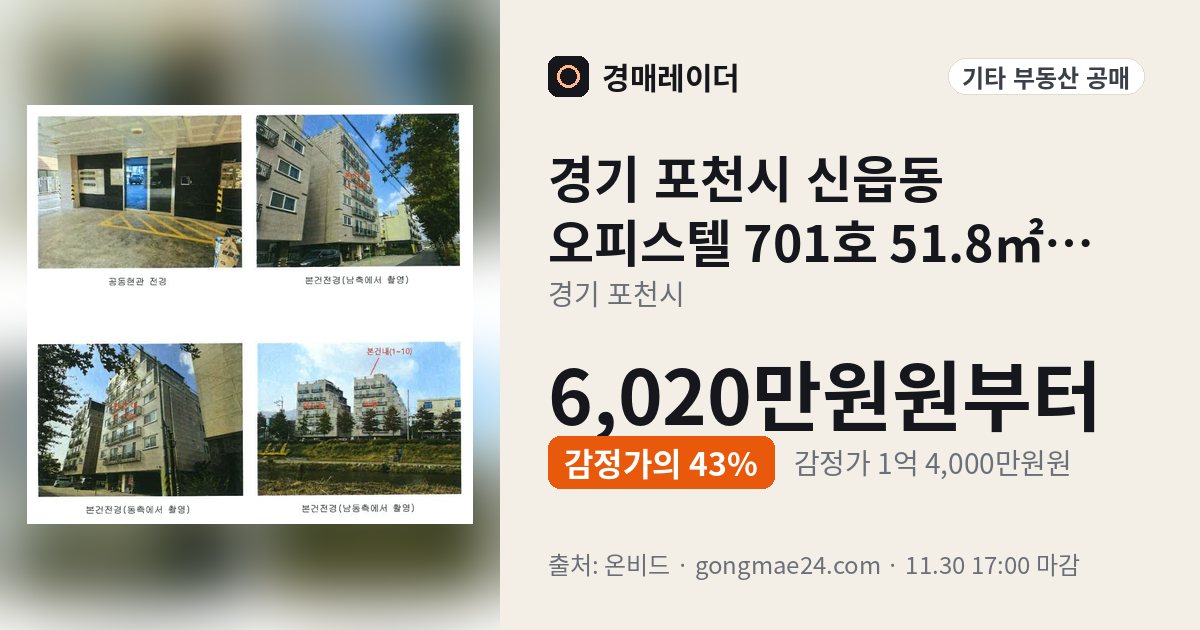 경매레이더
기타 부동산 공매
경기 포천시 신읍동
오피스텔 701호 51.8㎡…
경기 포천시
6,020만원원부터
감정가의 43%
감정가 1억 4,000만원원
출처: 온비드 · gongmae24.com · 11.30 17:00 마감
공동현관 전경
본건전경(남측에서 촬영)
본건내(1~10)
본건전경(동측에서 촬영)
본건전경(남동측에서 촬영)